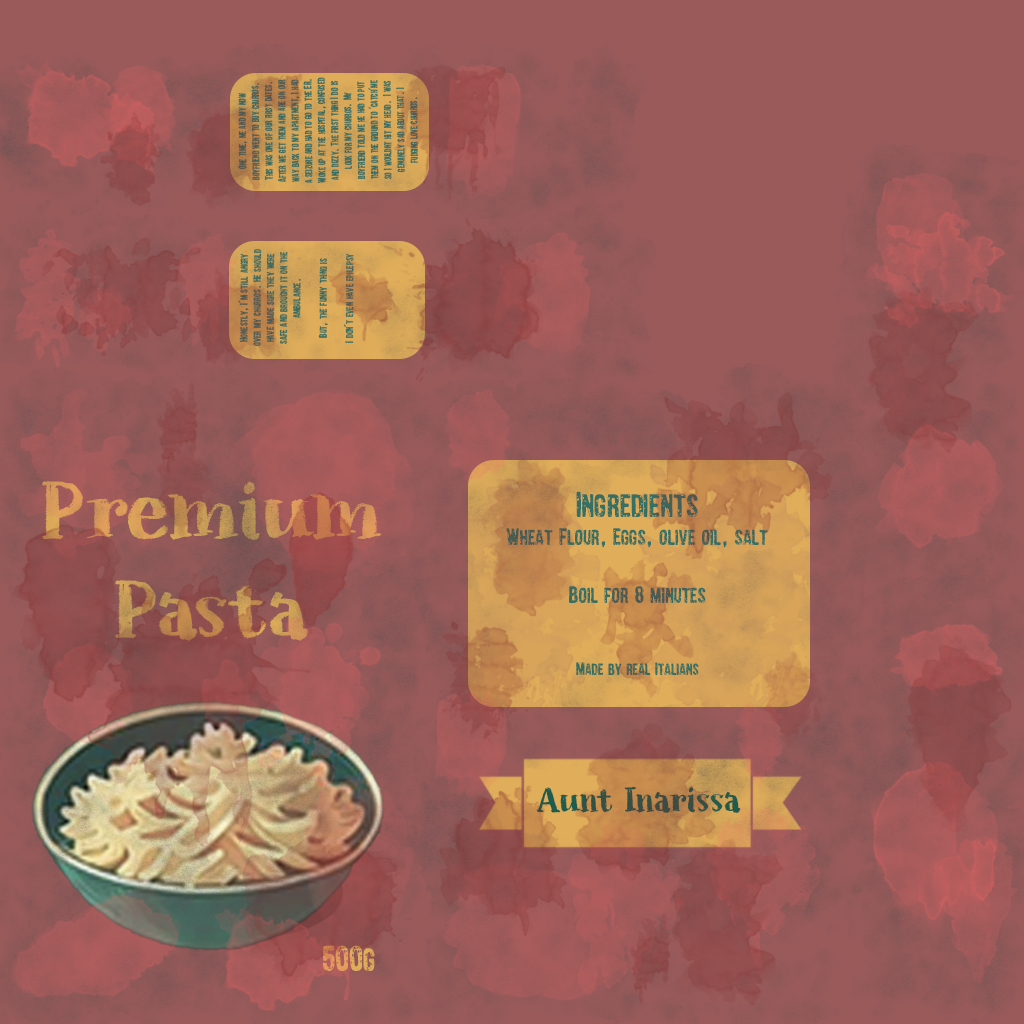 One time, me and my now
boyfriend went to buy churros.
This was one of our first dates.
After we get them and are on our
way back to my apartment, I had
a seizure and had to go to the ER.
Woke up at the hospital, confused
and dizzy. The first thing I do is
look for my churros. My
boyfriend told me he had to put
them on the ground to 'catch' me
so I wouldn't hit my head. I was
genuinely sad about that. I
fucking love churros.
Honestly, I'm still angry
over my churros. He should
have made sure they were
safe and brought it on the
ambulance.
But, the funny thing is
I don't even have epilepsy
Premium
Pasta
500g
Ingredients
Wheat Flour, Eggs, olive oil, salt
Boil for 8 minutes
Made by real Italians
Aunt Inarissa